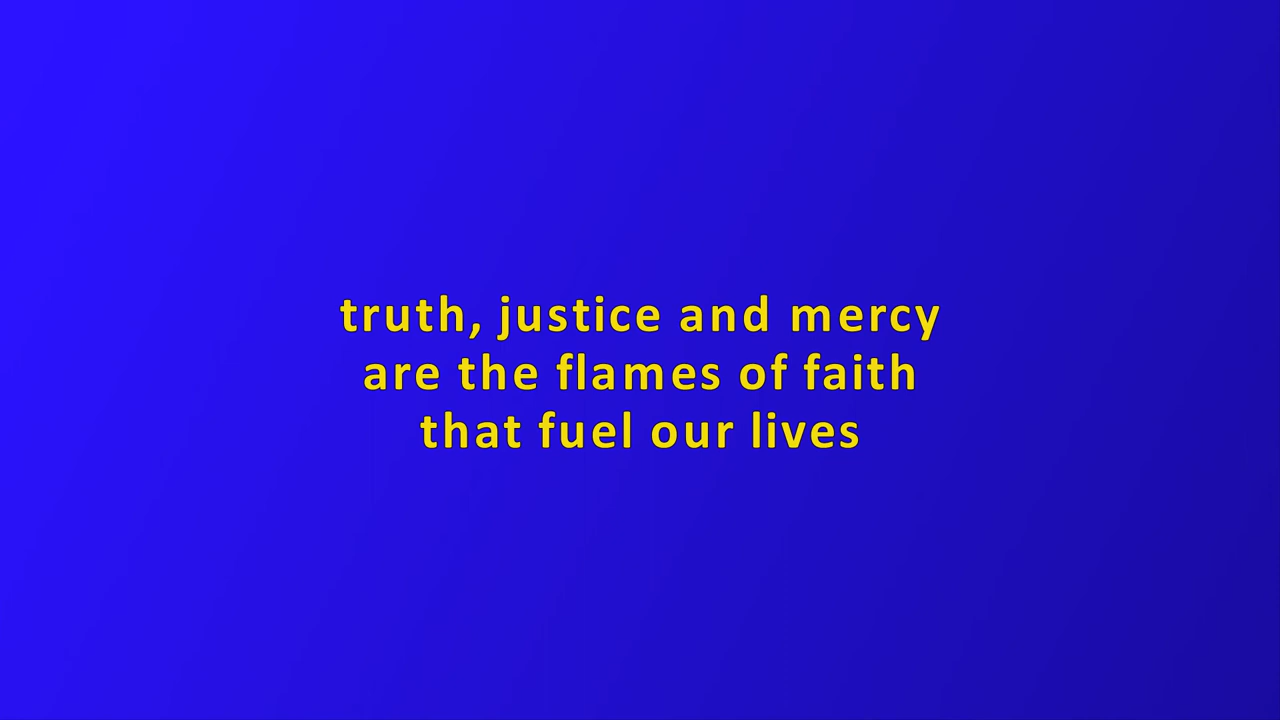 truth, justice and mercy
are the flames of faith
that fuel our lives